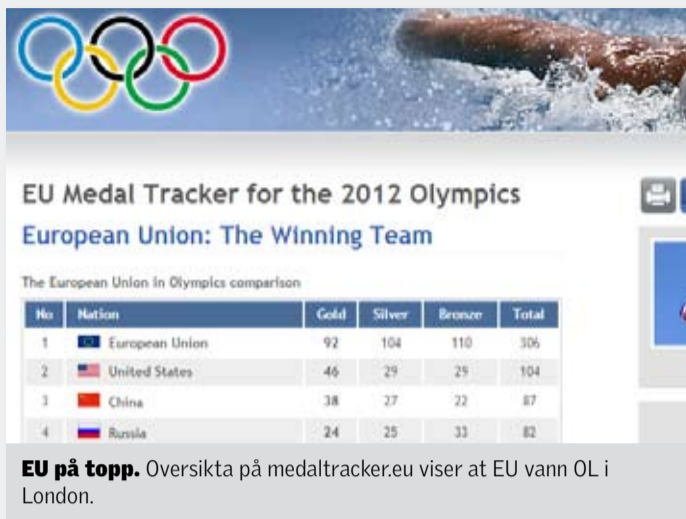 EU Medal Tracker for the 2012 Olympics
European Union: The Winning Team
The European Union in Olympics comparison
No Nation Gold Silver Bronze Total
1 European Union 92 104 110 306
2 United States 46 29 29 104
3 China 38 27 22 87
4 Russia 24 25 33 82
EU på topp. Oversikta på medaltracker.eu viser at EU vann OL i
London.